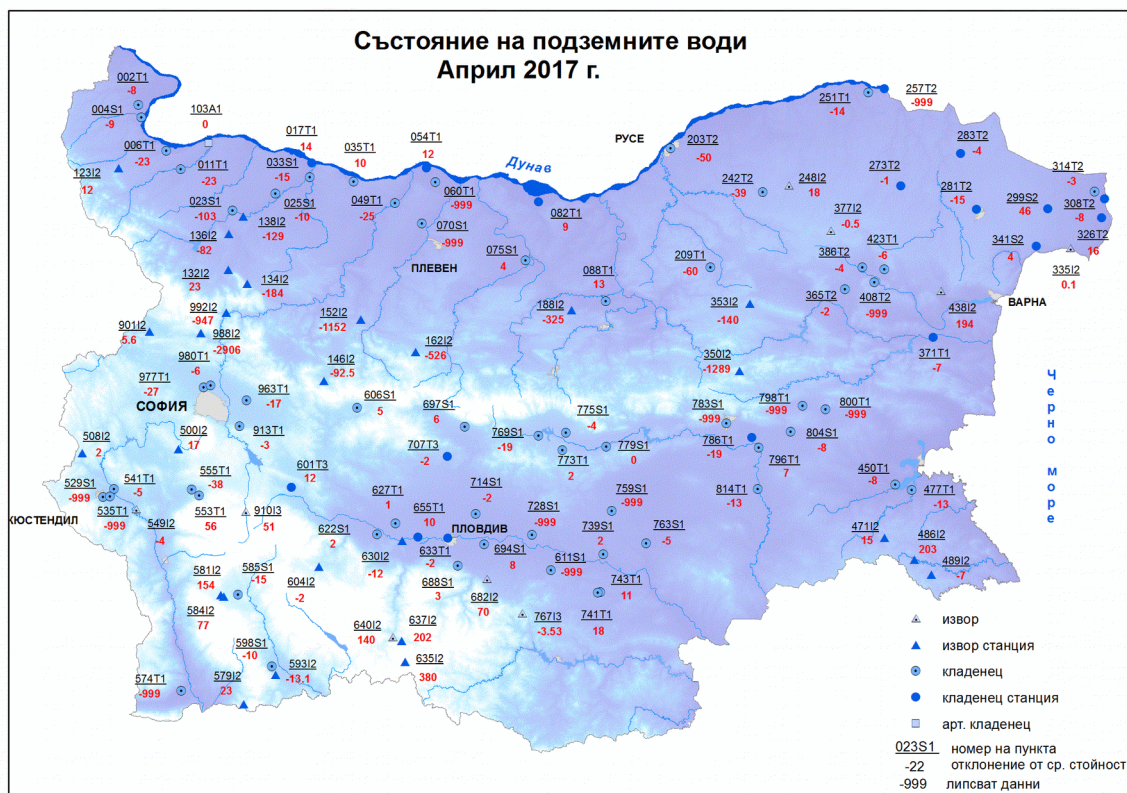 Състояние на подземните води
Април 2017 г.
002T1
-8
004S1
-9
103A1
0
006T1
-23
011T1
-23
123I2
12
017T1
14
033S1
-15
035T1
10
054T1
12
Дунав
РУСЕ
203T2
-50
251T1
-14
257T2
-999
283T2
-4
273T2
-1
314T2
-3
281T2
-15
299S2
46
308T2
-8
326T2
16
242T2
-39
248I2
18
377I2
-0.5
423T1
-6
386T2
-4
341S2
4
335I2
0.1
023S1
-103
025S1
-10
138I2
-129
136I2
-82
049T1
-25
060T1
-999
070S1
-999
ПЛЕВЕН
082T1
9
075S1
4
088T1
13
209T1
-60
365T2
-2
408T2
-999
438I2
194
ВАРНА
132I2
23
134I2
-184
992I2
-947
988I2
-2906
901I2
5.6
152I2
-1152
188I2
-325
353I2
-140
162I2
-526
350I2
-1289
371T1
-7
980T1
-6
977T1
-27
СОФИЯ
963T1
-17
146I2
-92.5
606S1
5
697S1
6
775S1
-4
783S1
-999
798T1
-999
800T1
-999
Черно море
508I2
2
500I2
17
913T1
-3
707T3
-2
769S1
-19
773T1
2
779S1
0
786T1
-19
796T1
7
804S1
-8
529S1
-999
541T1
-5
535T1
-999
КЮСТЕНДИЛ
549I2
-4
555T1
-38
553T1
56
910I3
51
601T3
12
627T1
1
655T1
10
714S1
-2
728S1
-999
759S1
-999
814T1
-13
450T1
-8
477T1
-13
622S1
2
630I2
-12
ПЛОВДИВ
633T1
-2
694S1
8
739S1
2
763S1
-5
471I2
15
486I2
203
489I2
-7
581I2
154
585S1
-15
584I2
77
604I2
-2
688S1
3
682I2
70
611S1
-999
743T1
11
741T1
18
767I3
-3.53
640I2
140
637I2
202
635I2
380
598S1
-10
593I2
-13.1
579I2
23
574T1
-999
извор
извор станция
кладенец
кладенец станция
арт. кладенец
023S1 номер на пункта
-22 отклонение от ср. стойност
-999 липсват данни